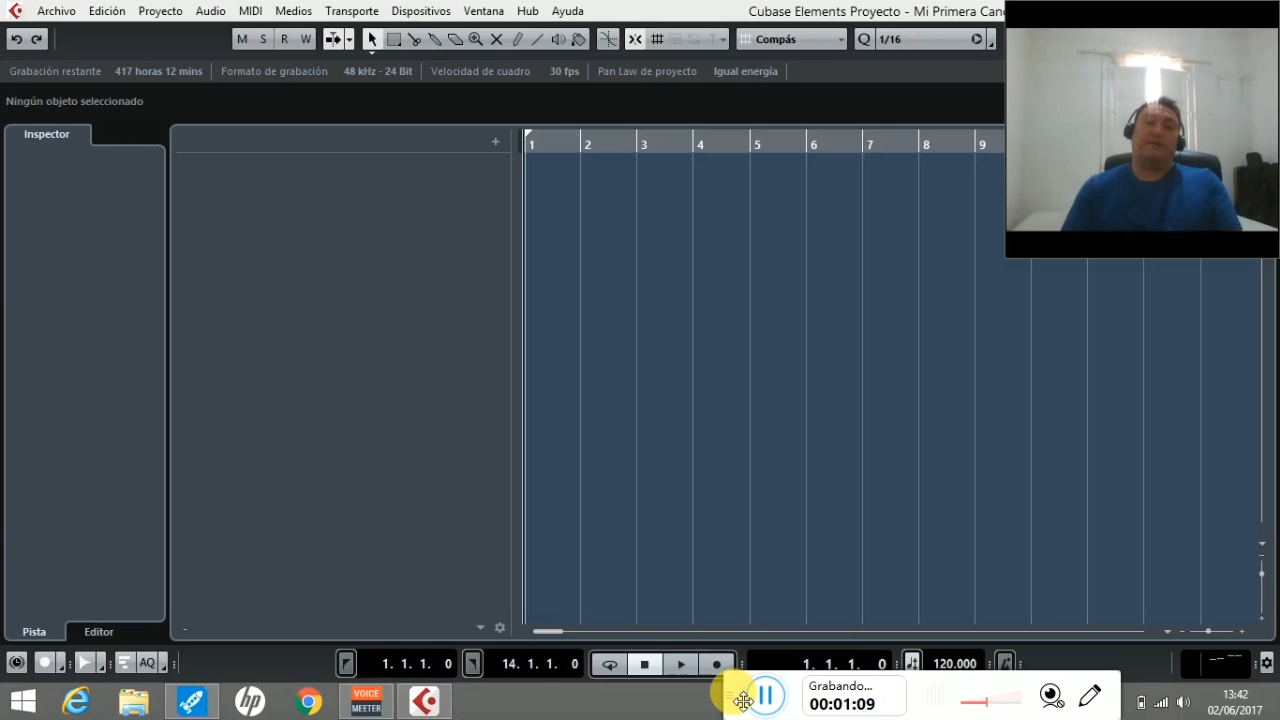 Archivo Edición Proyecto Audio MIDI Medios Transporte Dispositivos Ventana Hub Ayuda Cubase Elements Proyecto - Mi Primera Can
M S R W Compás Q 1/16
Grabación restante 417 horas 12 mins Formato de grabación 48 kHz - 24 Bit Velocidad de cuadro 30 fps Pan Law de proyecto Igual energía
Ningún objeto seleccionado
Inspector
1 2 3 4 5 6 7 8 9
Pista Editor
AQ 1. 1. 1. 0 14. 1. 1. 0 1. 1. 1. 0 120.000
hp VOICE MEETER Grabando...
00:01:09
13:42
02/06/2017